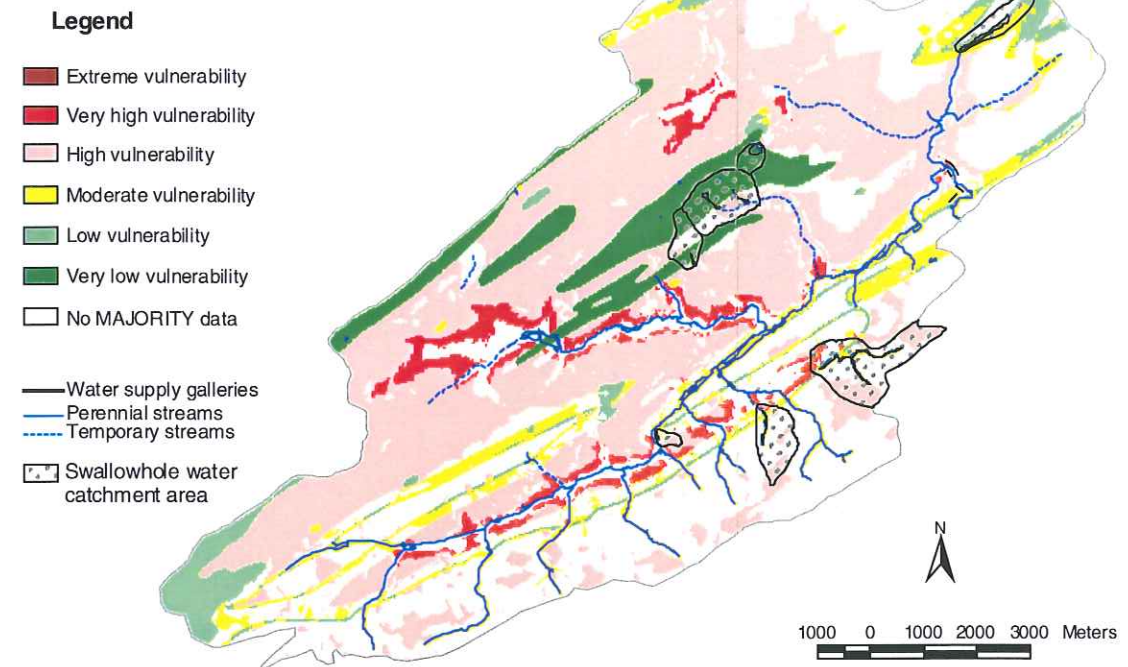 Legend
Extreme vulnerability
Very high vulnerability
High vulnerability
Moderate vulnerability
Low vulnerability
Very low vulnerability
No MAJORITY data
Water supply galleries
Perennial streams
Temporary streams
Swallowhole water
catchment area
N
1000 0 1000 2000 3000 Meters